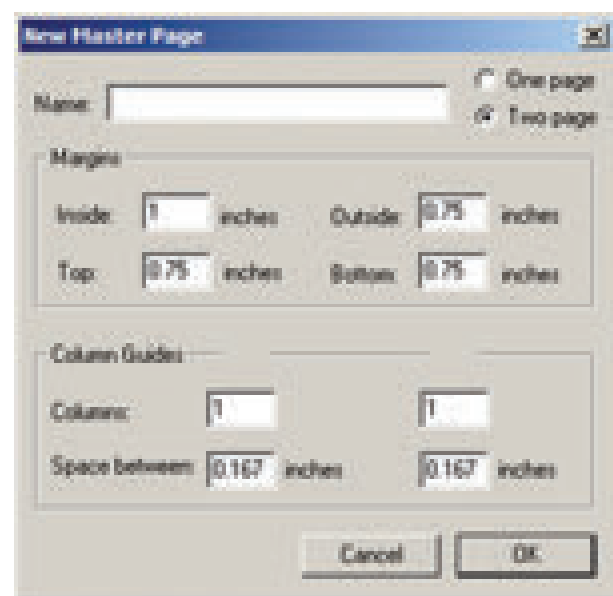 New Master Page
Name: One page
Two page
Margins
Inside: 1 inches Outside: 0.75 inches
Top: 0.75 inches Bottom: 0.75 inches
Column Guides
Columns: 1 1
Space between: 0.167 inches 0.167 inches
Cancel OK